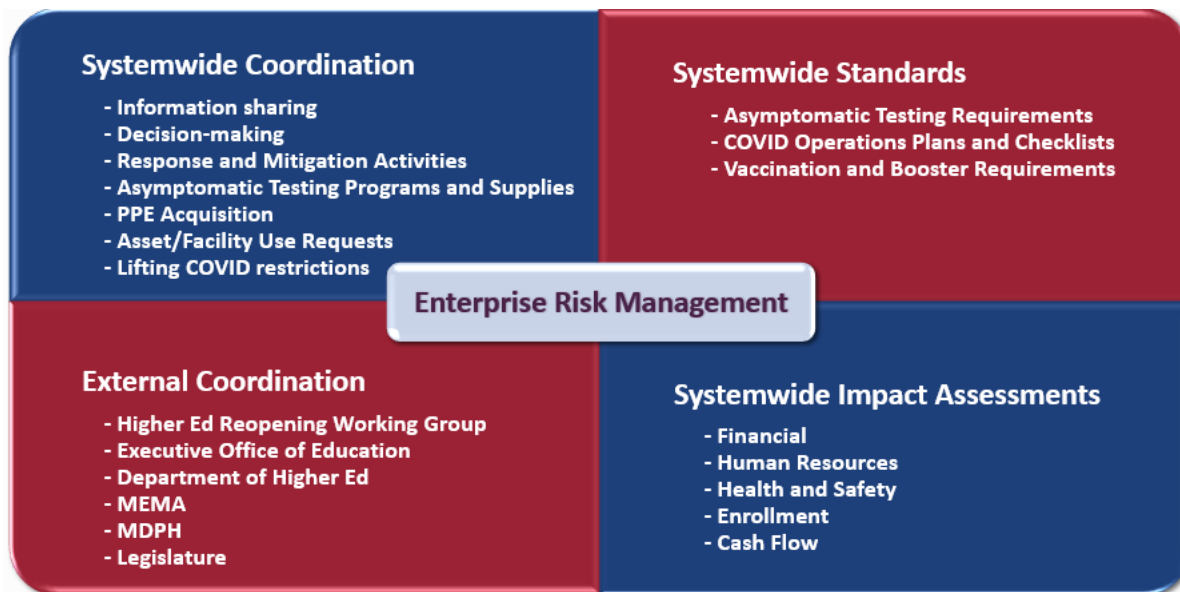 Systemwide Coordination
- Information sharing
- Decision-making
- Response and Mitigation Activities
- Asymptomatic Testing Programs and Supplies
- PPE Acquisition
- Asset/Facility Use Requests
- Lifting COVID restrictions
Systemwide Standards
- Asymptomatic Testing Requirements
- COVID Operations Plans and Checklists
- Vaccination and Booster Requirements
Enterprise Risk Management
External Coordination
- Higher Ed Reopening Working Group
- Executive Office of Education
- Department of Higher Ed
- MEMA
- MDPH
- Legislature
Systemwide Impact Assessments
- Financial
- Human Resources
- Health and Safety
- Enrollment
- Cash Flow